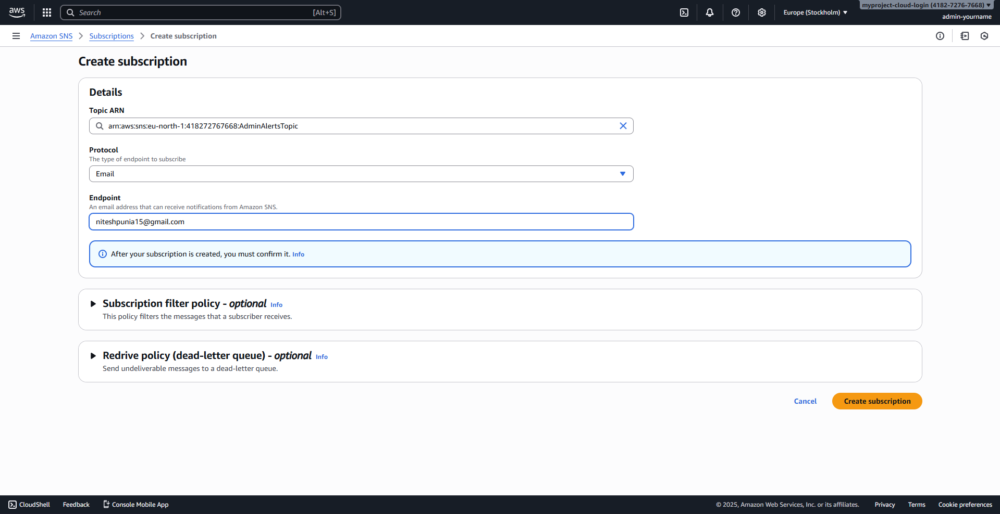 aws
Search [Alt+S]
Europe (Stockholm)
myproject-cloud-login (4182-7276-7668)
admin-yourname
Amazon SNS
Subscriptions
Create subscription
Create subscription
Details
Topic ARN
arn:aws:sns:eu-north-1:418272767668:AdminAlertsTopic
Protocol
The type of endpoint to subscribe
Email
Endpoint
An email address that can receive notifications from Amazon SNS.
niteshpunia15@gmail.com
After your subscription is created, you must confirm it. Info
Subscription filter policy - optional Info
This policy filters the messages that a subscriber receives.
Redrive policy (dead-letter queue) - optional Info
Send undeliverable messages to a dead-letter queue.
Cancel
Create subscription
CloudShell
Feedback
Console Mobile App
© 2025, Amazon Web Services, Inc. or its affiliates.
Privacy
Terms
Cookie preferences